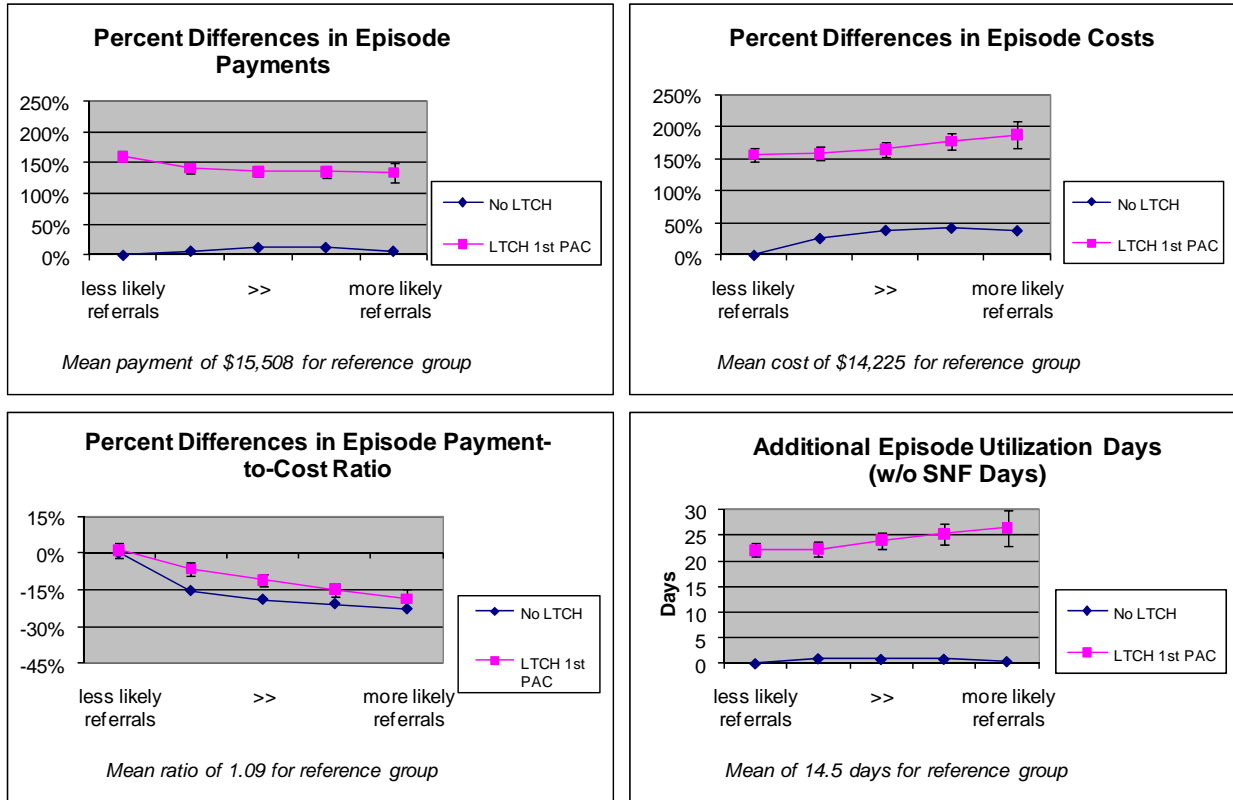 Percent Differences in Episode
Payments
250%
200%
150%
100%
50%
0%
less likely
referrals
>>
more likely
referrals
No LTCH
LTCH 1st PAC
Mean payment of $15,508 for reference group
Percent Differences in Episode Costs
250%
200%
150%
100%
50%
0%
less likely
referrals
>>
more likely
referrals
No LTCH
LTCH 1st PAC
Mean cost of $14,225 for reference group
Percent Differences in Episode Payment-
to-Cost Ratio
15%
0%
-15%
-30%
-45%
less likely
referrals
>>
more likely
referrals
No LTCH
LTCH 1st
PAC
Mean ratio of 1.09 for reference group
Additional Episode Utilization Days
(w/o SNF Days)
Days
30
25
20
15
10
5
0
less likely
referrals
>>
more likely
referrals
No LTCH
LTCH 1st PAC
Mean of 14.5 days for reference group